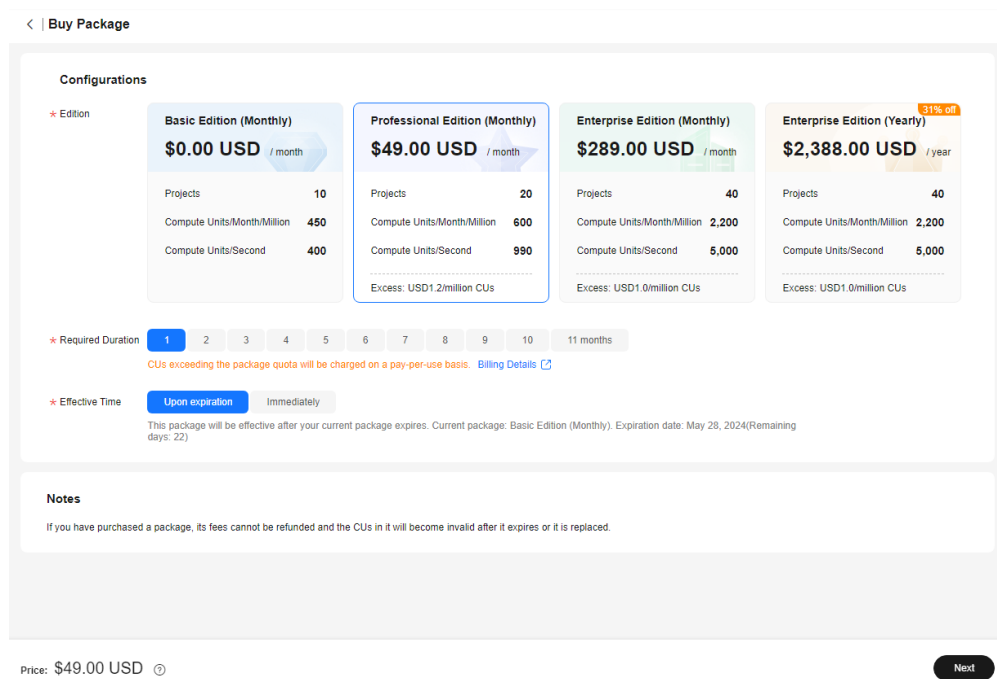 Buy Package
Configurations
* Edition
31% off
Basic Edition (Monthly)
$0.00 USD / month
Projects 10
Compute Units/Month/Million 450
Compute Units/Second 400
Professional Edition (Monthly)
$49.00 USD / month
Projects 20
Compute Units/Month/Million 600
Compute Units/Second 990
Excess: USD1.2/million CUs
Enterprise Edition (Monthly)
$289.00 USD / month
Projects 40
Compute Units/Month/Million 2,200
Compute Units/Second 5,000
Excess: USD1.0/million CUs
Enterprise Edition (Yearly)
$2,388.00 USD / year
Projects 40
Compute Units/Month/Million 2,200
Compute Units/Second 5,000
Excess: USD1.0/million CUs
* Required Duration 1 2 3 4 5 6 7 8 9 10 11 months
CUs exceeding the package quota will be charged on a pay-per-use basis. Billing Details
* Effective Time Upon expiration Immediately
This package will be effective after your current package expires. Current package: Basic Edition (Monthly). Expiration date: May 28, 2024(Remaining
days: 22)
Notes
If you have purchased a package, its fees cannot be refunded and the CUs in it will become invalid after it expires or it is replaced.
Price: $49.00 USD ?
Next